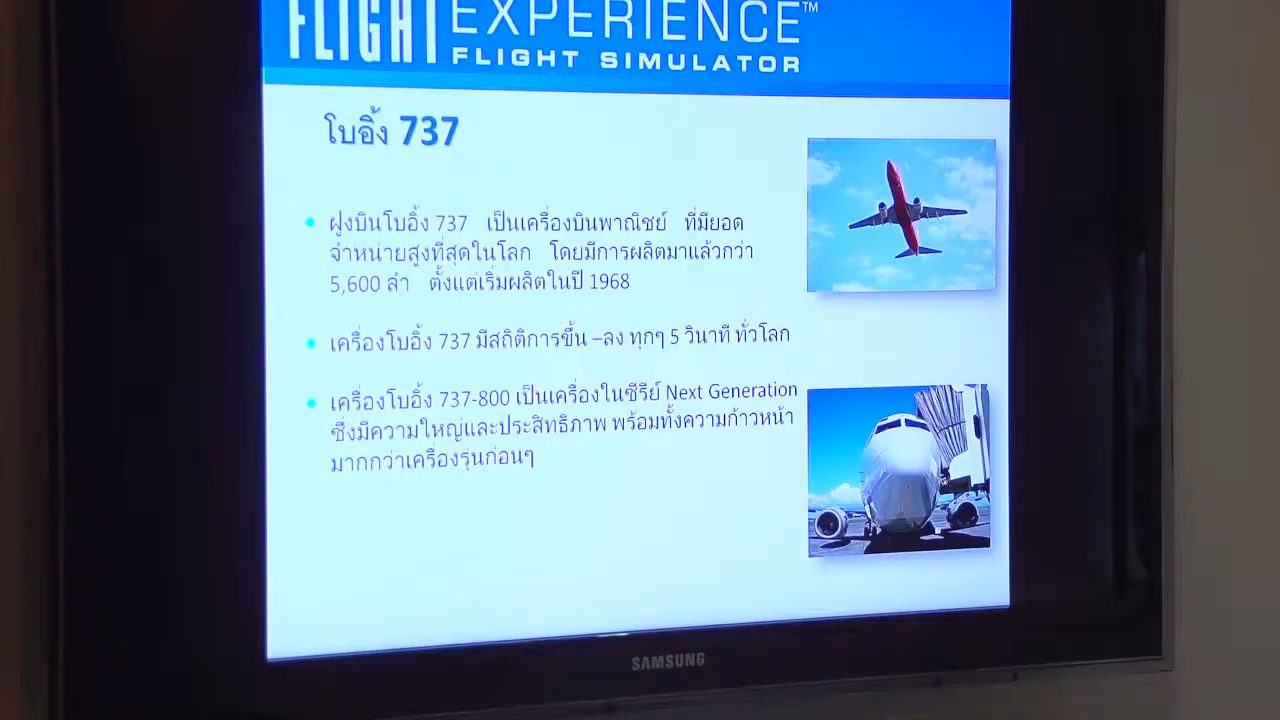 FLIGHT EXPERIENCE™
FLIGHT SIMULATOR
โบอิ้ง 737
ฝูงบินโบอิ้ง 737 เป็นเครื่องบินพาณิชย์ ที่มียอด
จำหน่ายสูงที่สุดในโลก โดยมีการผลิตมาแล้วกว่า
5,600 ลำ ตั้งแต่เริ่มผลิตในปี 1968
เครื่องโบอิ้ง 737 มีสถิติการขึ้น –ลง ทุกๆ 5 วินาที ทั่วโลก
เครื่องโบอิ้ง 737-800 เป็นเครื่องในซีรีย์ Next Generation
ซึ่งมีความใหญ่และประสิทธิภาพ พร้อมทั้งความก้าวหน้า
มากกว่าเครื่องรุ่นก่อนๆ
SAMSUNG